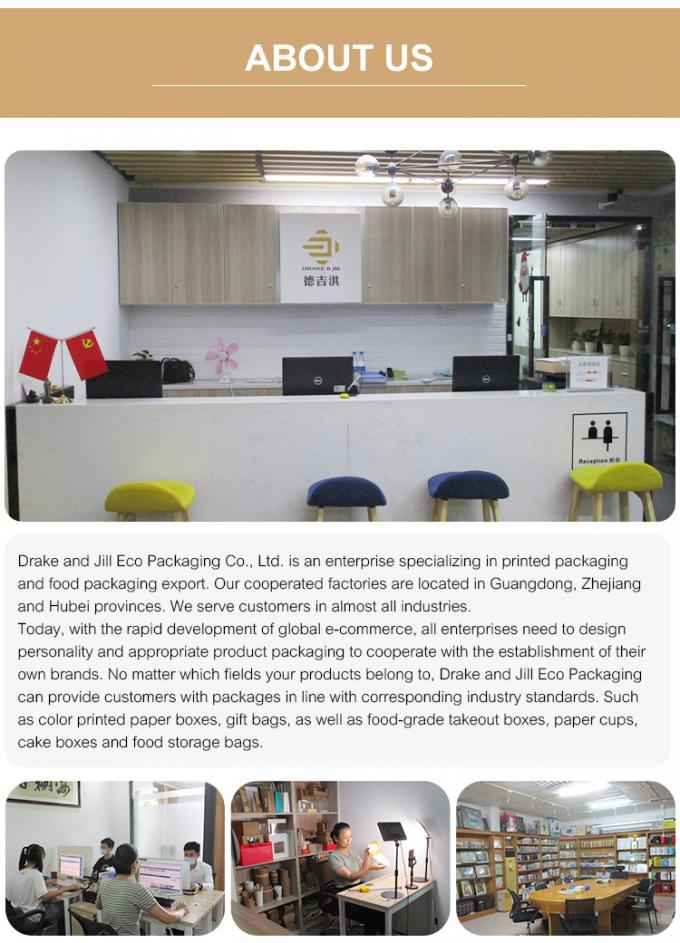 ABOUT US
DRAKE & JILL
德吉洪
DELL
DELL
Reception
Drake and Jill Eco Packaging Co., Ltd. is an enterprise specializing in printed packaging
and food packaging export. Our cooperated factories are located in Guangdong, Zhejiang
and Hubei provinces. We serve customers in almost all industries.
Today, with the rapid development of global e-commerce, all enterprises need to design
personality and appropriate product packaging to cooperate with the establishment of their
own brands. No matter which fields your products belong to, Drake and Jill Eco Packaging
can provide customers with packages in line with corresponding industry standards. Such
as color printed paper boxes, gift bags, as well as food-grade takeout boxes, paper cups,
cake boxes and food storage bags.